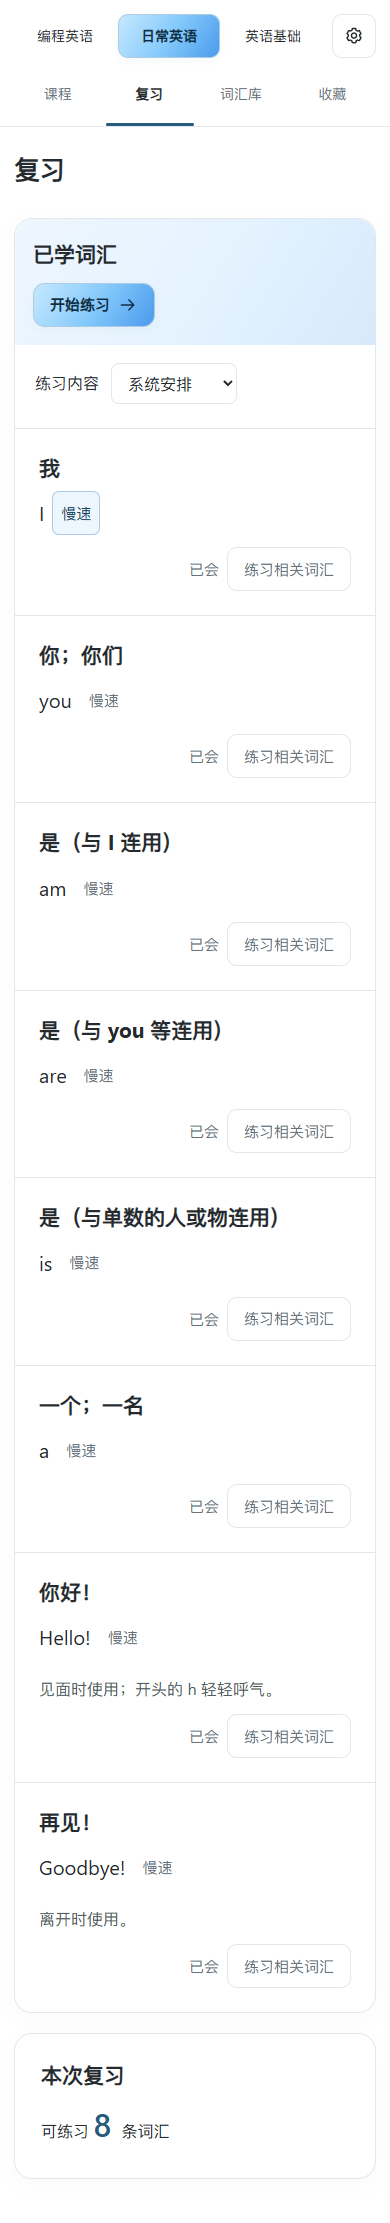 编程英语 日常英语 英语基础
课程 复习 词汇库 收藏
复习
已学词汇
开始练习 →
练习内容 系统安排
我
I 慢速
已会 练习相关词汇
你；你们
you 慢速
已会 练习相关词汇
是（与 I 连用）
am 慢速
已会 练习相关词汇
是（与 you 等连用）
are 慢速
已会 练习相关词汇
是（与单数的人或物连用）
is 慢速
已会 练习相关词汇
一个；一名
a 慢速
已会 练习相关词汇
你好！
Hello! 慢速
见面时使用；开头的 h 轻轻呼气。
已会 练习相关词汇
再见！
Goodbye! 慢速
离开时使用。
已会 练习相关词汇
本次复习
可练习 8 条词汇